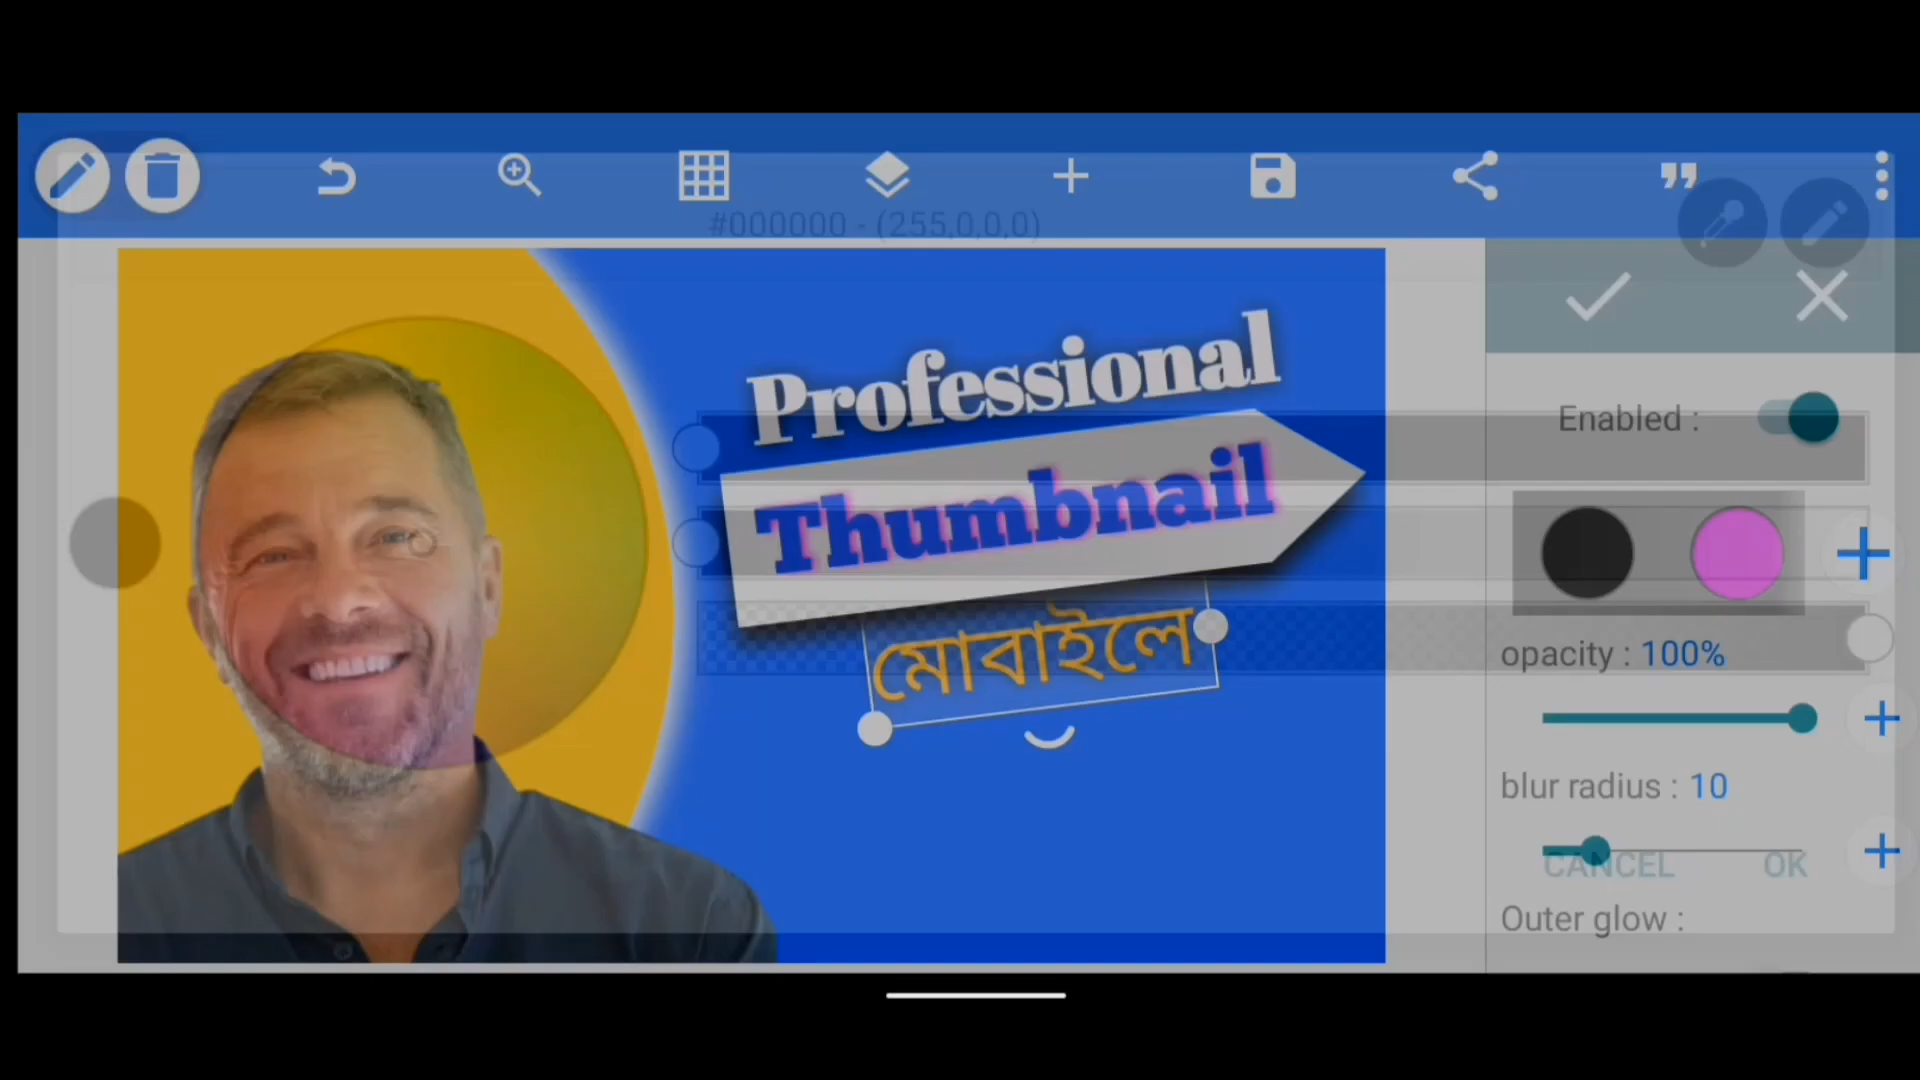 #000000 - (255,0,0,0)
Professional
Thumbnail
মোবাইলে
Enabled :
opacity : 100%
blur radius : 10
CANCEL
OK
Outer glow :